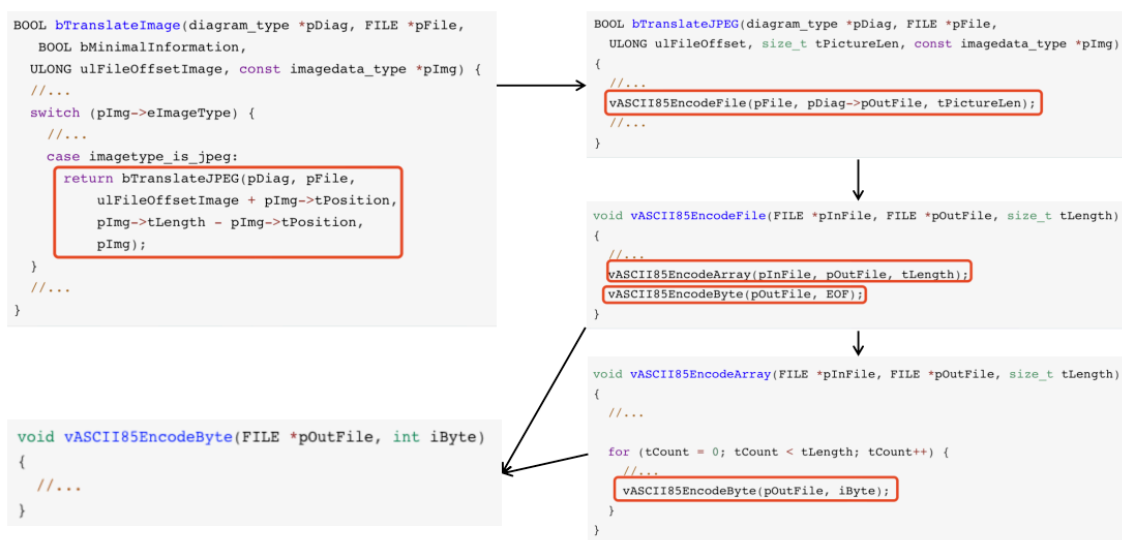 BOOL bTranslateImage(diagram_type *pDiag, FILE *pFile,
BOOL bMinimalInformation,
ULONG ulFileOffsetImage, const imagedata_type *pImg) {
//...
switch (pImg->eImageType) {
//...
case imagetype_is_jpeg:
return bTranslateJPEG(pDiag, pFile,
ulFileOffsetImage + pImg->tPosition,
pImg->tLength - pImg->tPosition,
pImg);
}
//...
}
BOOL bTranslateJPEG(diagram_type *pDiag, FILE *pFile,
ULONG ulFileOffset, size_t tPictureLen, const imagedata_type *pImg)
{
//...
vASCII85EncodeFile(pFile, pDiag->pOutFile, tPictureLen);
//...
}
void vASCII85EncodeFile(FILE *pInFile, FILE *pOutFile, size_t tLength)
{
//...
vASCII85EncodeArray(pInFile, pOutFile, tLength);
vASCII85EncodeByte(pOutFile, EOF);
}
void vASCII85EncodeArray(FILE *pInFile, FILE *pOutFile, size_t tLength)
{
//...
for (tCount = 0; tCount < tLength; tCount++) {
//...
vASCII85EncodeByte(pOutFile, iByte);
}
}
void vASCII85EncodeByte(FILE *pOutFile, int iByte)
{
//...
}